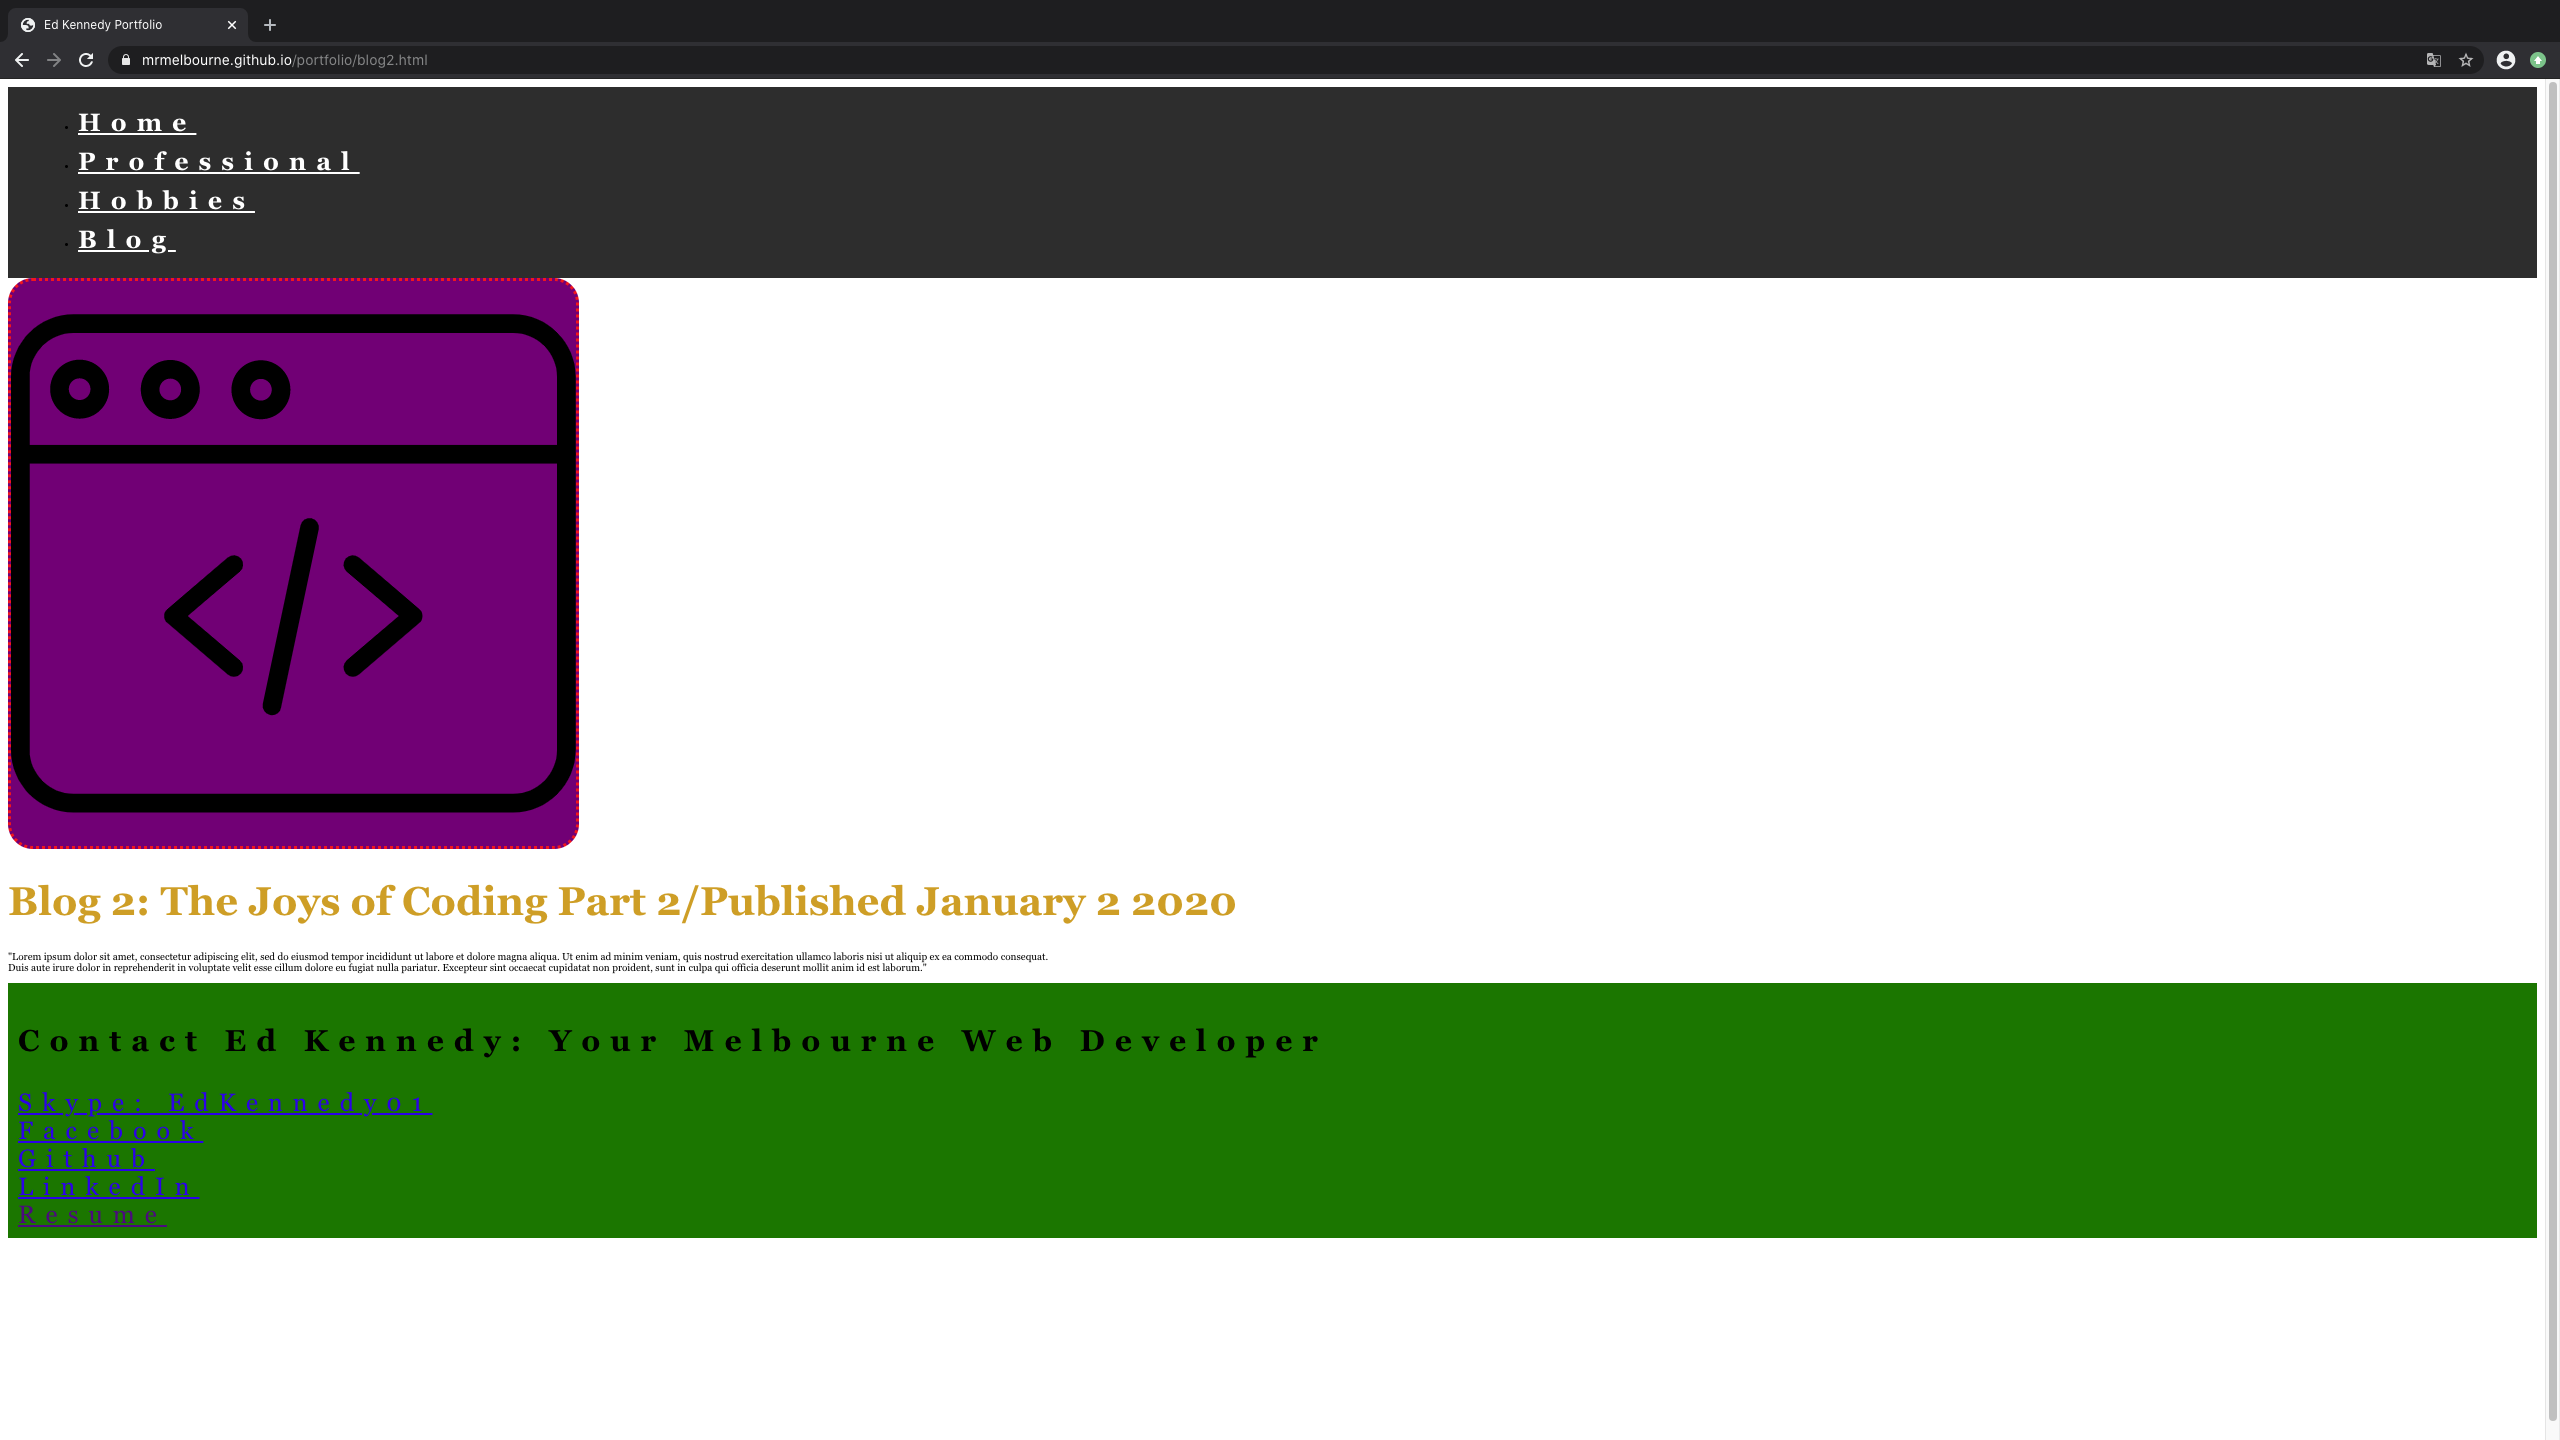 Ed Kennedy Portfolio
mrmelbourne.github.io/portfolio/blog2.html
Home
Professional
Hobbies
Blog
</>
Blog 2: The Joys of Coding Part 2/Published January 2 2020
"Lorem ipsum dolor sit amet, consectetur adipiscing elit, sed do eiusmod tempor incididunt ut labore et dolore magna aliqua. Ut enim ad minim veniam, quis nostrud exercitation ullamco laboris nisi ut aliquip ex ea commodo consequat.
Duis aute irure dolor in reprehenderit in voluptate velit esse cillum dolore eu fugiat nulla pariatur. Excepteur sint occaecat cupidatat non proident, sunt in culpa qui officia deserunt mollit anim id est laborum."
Contact Ed Kennedy: Your Melbourne Web Developer
Skype: EdKennedy01
Facebook
Github
LinkedIn
Resume